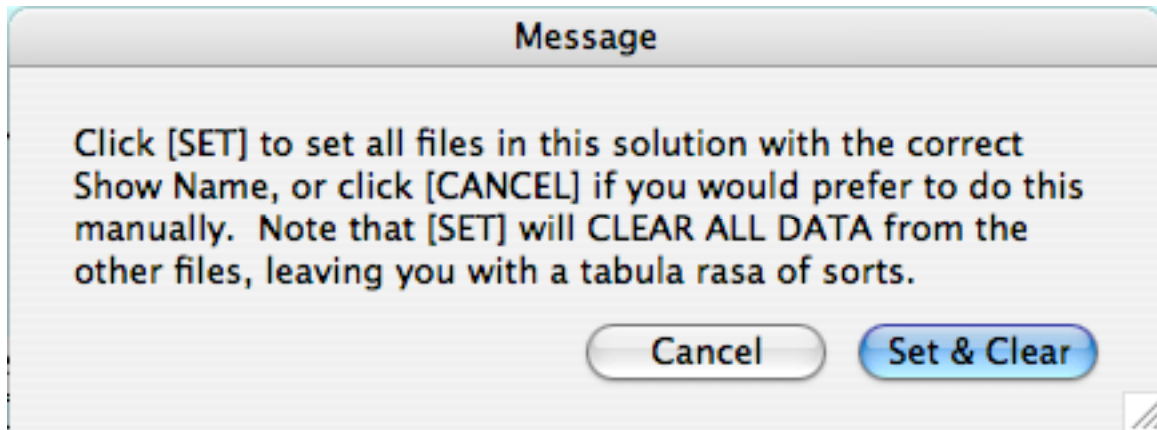 Message
Click [SET] to set all files in this solution with the correct
Show Name, or click [CANCEL] if you would prefer to do this
manually.  Note that [SET] will CLEAR ALL DATA from the
other files, leaving you with a tabula rasa of sorts.
Cancel
Set & Clear